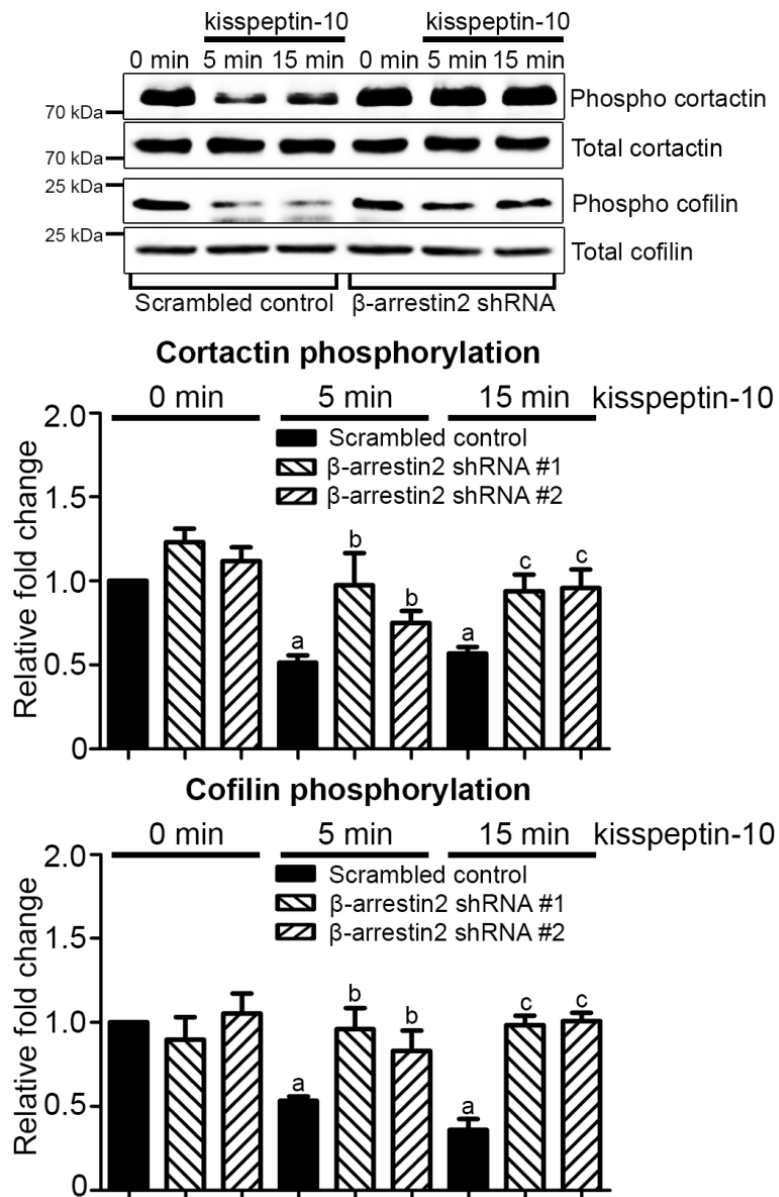 kisspeptin-10 kisspeptin-10
0 min 5 min 15 min 0 min 5 min 15 min
70 kDa Phospho cortactin
70 kDa Total cortactin
25 kDa Phospho cofilin
25 kDa Total cofilin
Scrambled control β-arrestin2 shRNA
Cortactin phosphorylation
0 min 5 min 15 min kisspeptin-10
Relative fold change
2.0
1.5
1.0
0.5
0
Scrambled control
β-arrestin2 shRNA #1
β-arrestin2 shRNA #2
a b b a c c
Cofilin phosphorylation
0 min 5 min 15 min kisspeptin-10
Relative fold change
2.0
1.5
1.0
0.5
0
Scrambled control
β-arrestin2 shRNA #1
β-arrestin2 shRNA #2
a b b a c c